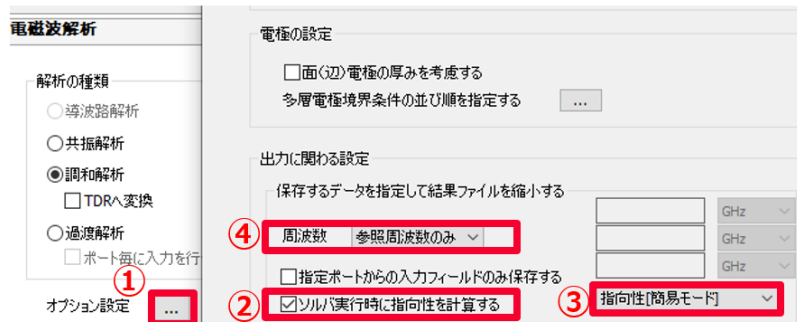 電磁波解析
解析の種類
導波路解析
共振解析
調和解析
TDRへ変換
過渡解析
ポート毎に入力を行
①
オプション設定 ...
電極の設定
面(辺)電極の厚みを考慮する
多層電極境界条件の並び順を指定する ...
出力に関わる設定
保存するデータを指定して結果ファイルを縮小する
GHz
④ 周波数 参照周波数のみ GHz
GHz
指定ポートからの入力フィールドのみ保存する
② ソルバ実行時に指向性を計算する ③ 指向性[簡易モード]